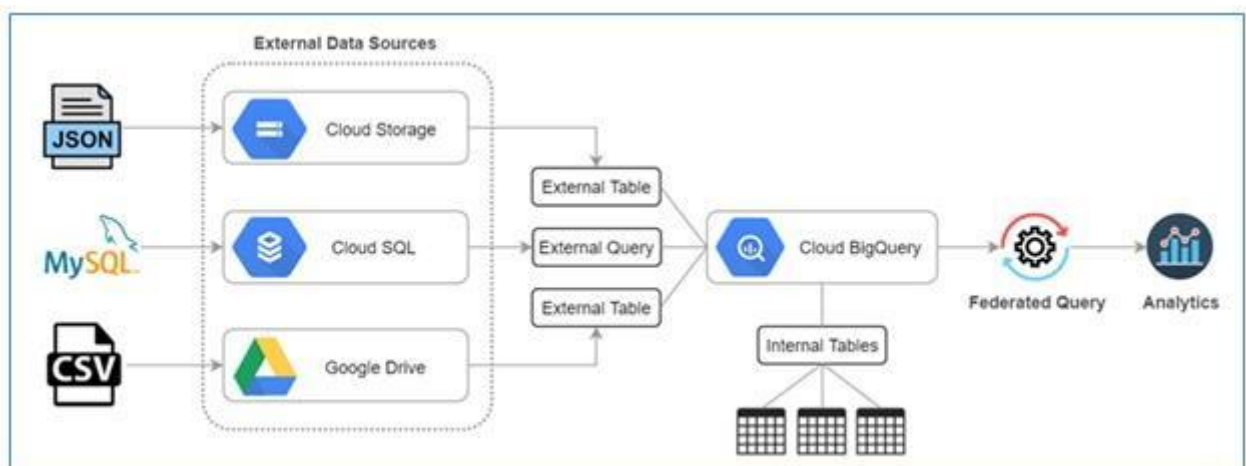 External Data Sources
JSON
Cloud Storage
External Table
MySQL
Cloud SQL
External Query
Cloud BigQuery
Federated Query
Analytics
External Table
Internal Tables
CSV
Google Drive